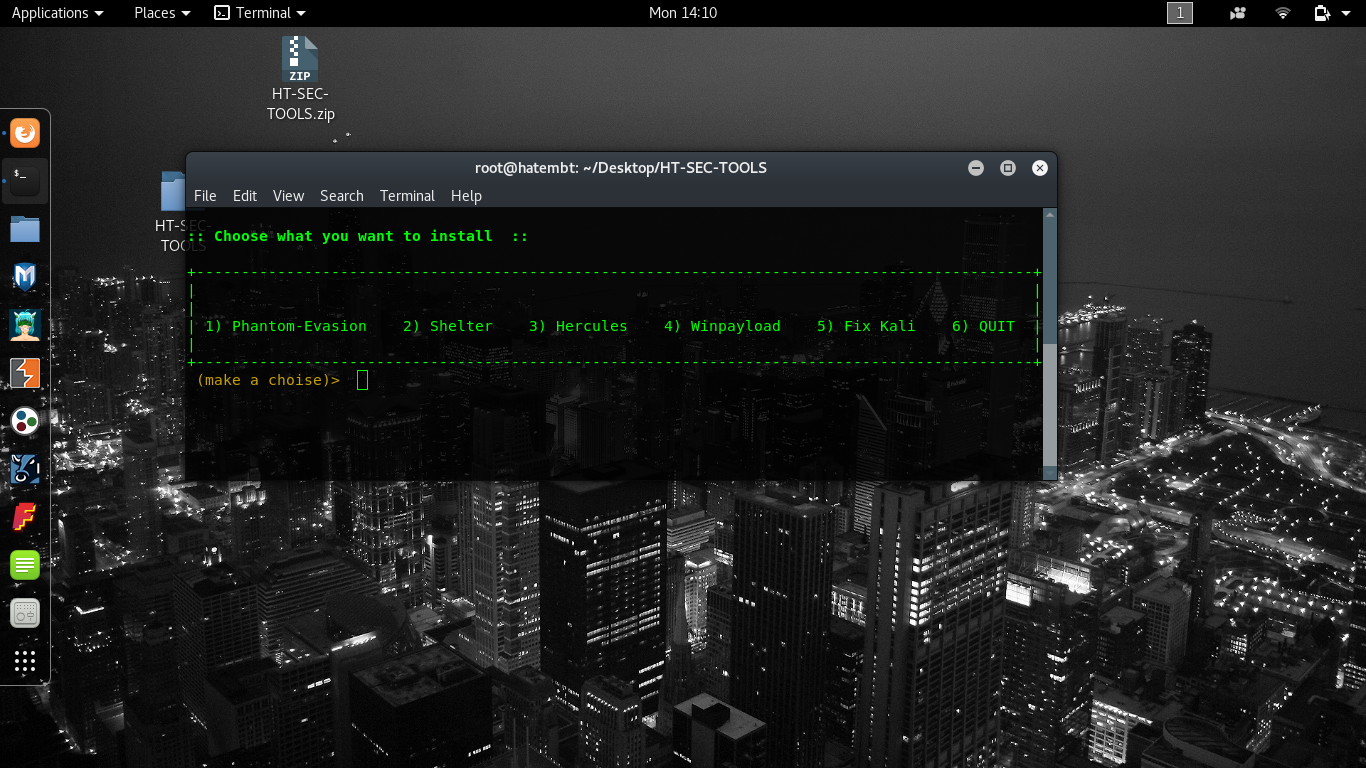 Applications Places Terminal Mon 14:10 1
ZIP
HT-SEC-
TOOLS.zip
root@hatembt: ~/Desktop/HT-SEC-TOOLS
File Edit View Search Terminal Help
HT-SEC-
TOOLS
:: Choose what you want to install ::
1) Phantom-Evasion 2) Shelter 3) Hercules 4) Winpayload 5) Fix Kali 6) QUIT
(make a choise)>